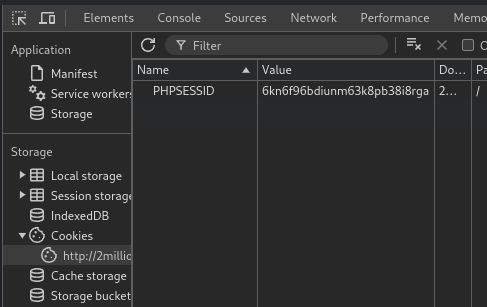 Elements Console Sources Network Performance Memo
Application
Manifest
Service workers
Storage
Storage
Local storage
Session storage
IndexedDB
Cookies
http://2millio
Cache storage
Storage bucket
Filter
Name Value Do... Pa
PHPSESSID 6kn6f96bdiunm63k8pb38i8rga 2... /